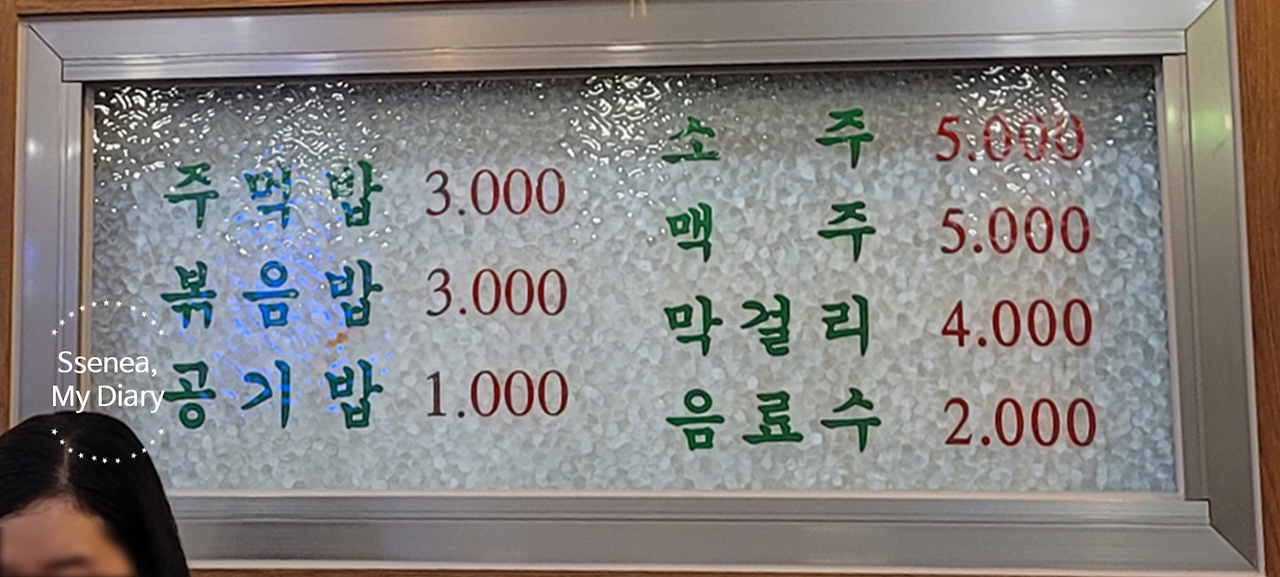 주먹밥 3.000
볶음밥 3.000
공기밥 1.000
소 주 5.000
맥 주 5.000
막걸리 4.000
음료수 2.000
Ssenea,
My Diary